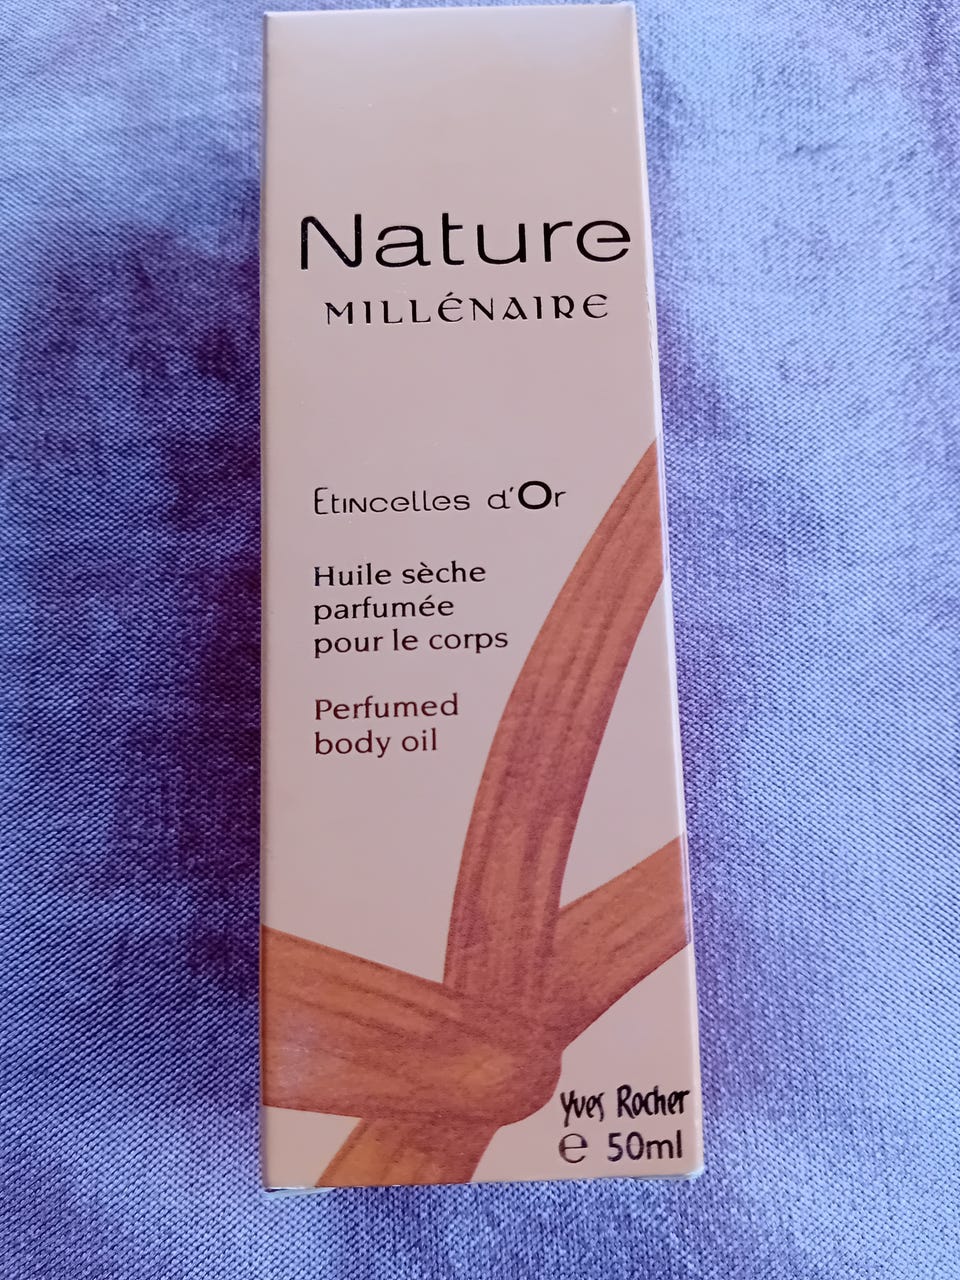 Nature
MILLÉNAIRE
Etincelles d'Or
Huile sèche
parfumée
pour le corps
Perfumed
body oil
Yves Rocher
e 50ml